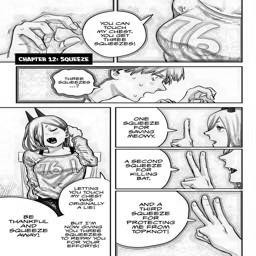 YOU CAN
TOUCH
MY CHEST.
YOU GET
THREE
SQUEEZES!
CHAPTER 12: SQUEEZE
THREE
SQUEEZES...
ONE
SQUEEZE
FOR
SAVING
MEOWY.
A SECOND
SQUEEZE
FOR
KILLING
BAT.
LETTING
YOU TOUCH
MY CHEST
WAS
ORIGINALLY
A LIE!
BE
THANKFUL
AND
SQUEEZE
AWAY!
BUT I'M
NOW GIVING
YOU THREE
SQUEEZES
TO REPAY YOU
FOR YOUR
EFFORTS!
AND A
THIRD
SQUEEZE
FOR
PROTECTING
ME FROM
TOPKNOT!